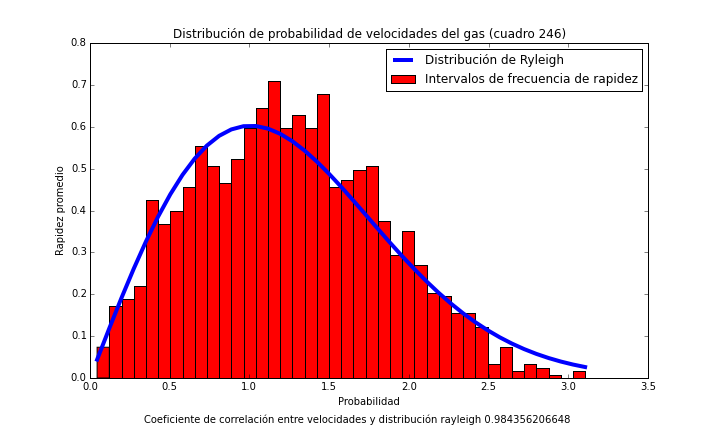 Distribución de probabilidad de velocidades del gas (cuadro 246)
Distribución de Ryleigh
Intervalos de frecuencia de rapidez
Rapidez promedio
0.8
0.7
0.6
0.5
0.4
0.3
0.2
0.1
0.0
0.0 0.5 1.0 1.5 2.0 2.5 3.0 3.5
Probabilidad
Coeficiente de correlación entre velocidades y distribución rayleigh 0.984356206648